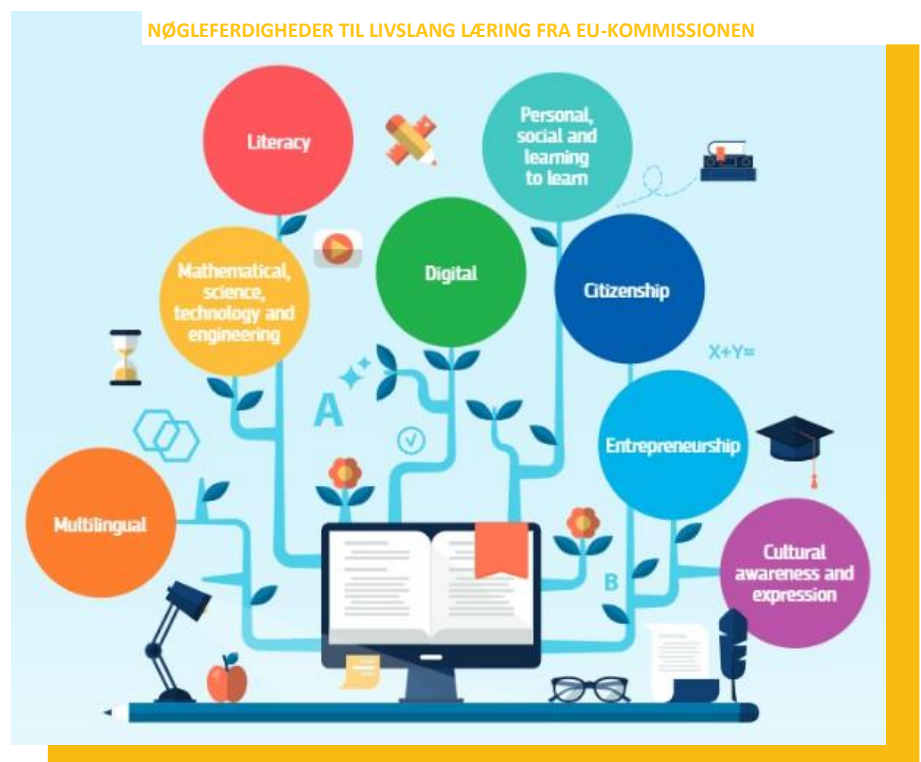 NØGLEFERDIGHEDER TIL LIVSLANG LÆRING FRA EU-KOMMISSIONEN
Literacy
Personal,
social and
learning
to learn
Mathematical,
science,
technology and
engineering
Digital
Citizenship
X+Y=
A
Entrepreneurship
Multilingual
Cultural
awareness and
expression
B